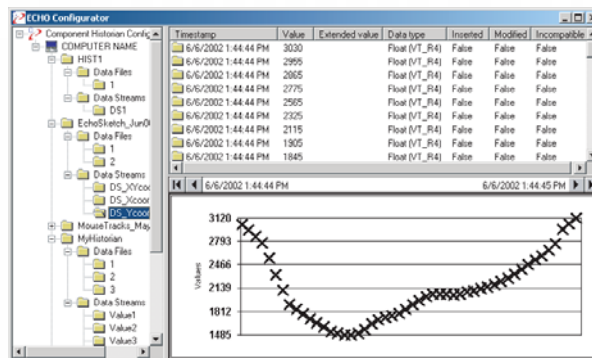 ECHO Configurator
Component Historian Config
COMPUTER NAME
HIST1
Data Files
1
Data Streams
DS1
EchoSketch_Jun0
Data Files
1
2
Data Streams
DS_XYcoor
DS_Xcoor
DS_Ycoor
MouseTracks_May
MyHistorian
Data Files
1
2
3
Data Streams
Value1
Value2
Value3
Timestamp Value Extended value Data type Inserted Modified Incompatible
6/6/2002 1:44:44 PM 3030 Float (VT_R4) False False False
6/6/2002 1:44:44 PM 2955 Float (VT_R4) False False False
6/6/2002 1:44:44 PM 2865 Float (VT_R4) False False False
6/6/2002 1:44:44 PM 2775 Float (VT_R4) False False False
6/6/2002 1:44:44 PM 2565 Float (VT_R4) False False False
6/6/2002 1:44:44 PM 2325 Float (VT_R4) False False False
6/6/2002 1:44:44 PM 2115 Float (VT_R4) False False False
6/6/2002 1:44:44 PM 1905 Float (VT_R4) False False False
6/6/2002 1:44:44 PM 1845 Float (VT_R4) False False False
6/6/2002 1:44:44 PM 6/6/2002 1:44:45 PM
Values
3120
2793
2466
2139
1812
1485